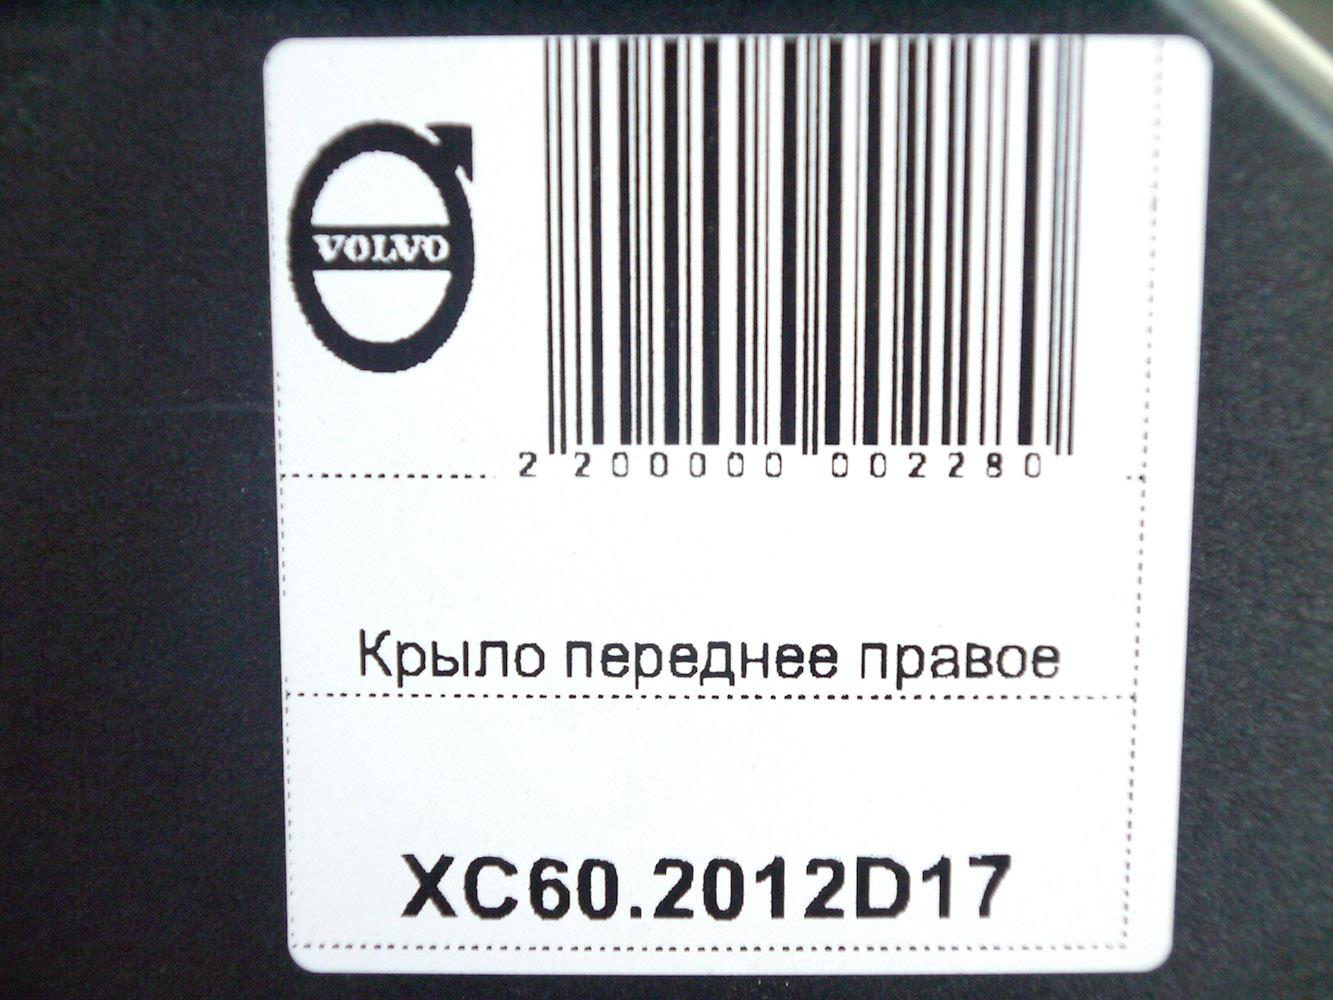 VOLVO
2 200000 002280
Крыло переднее правое
XC60.2012D17